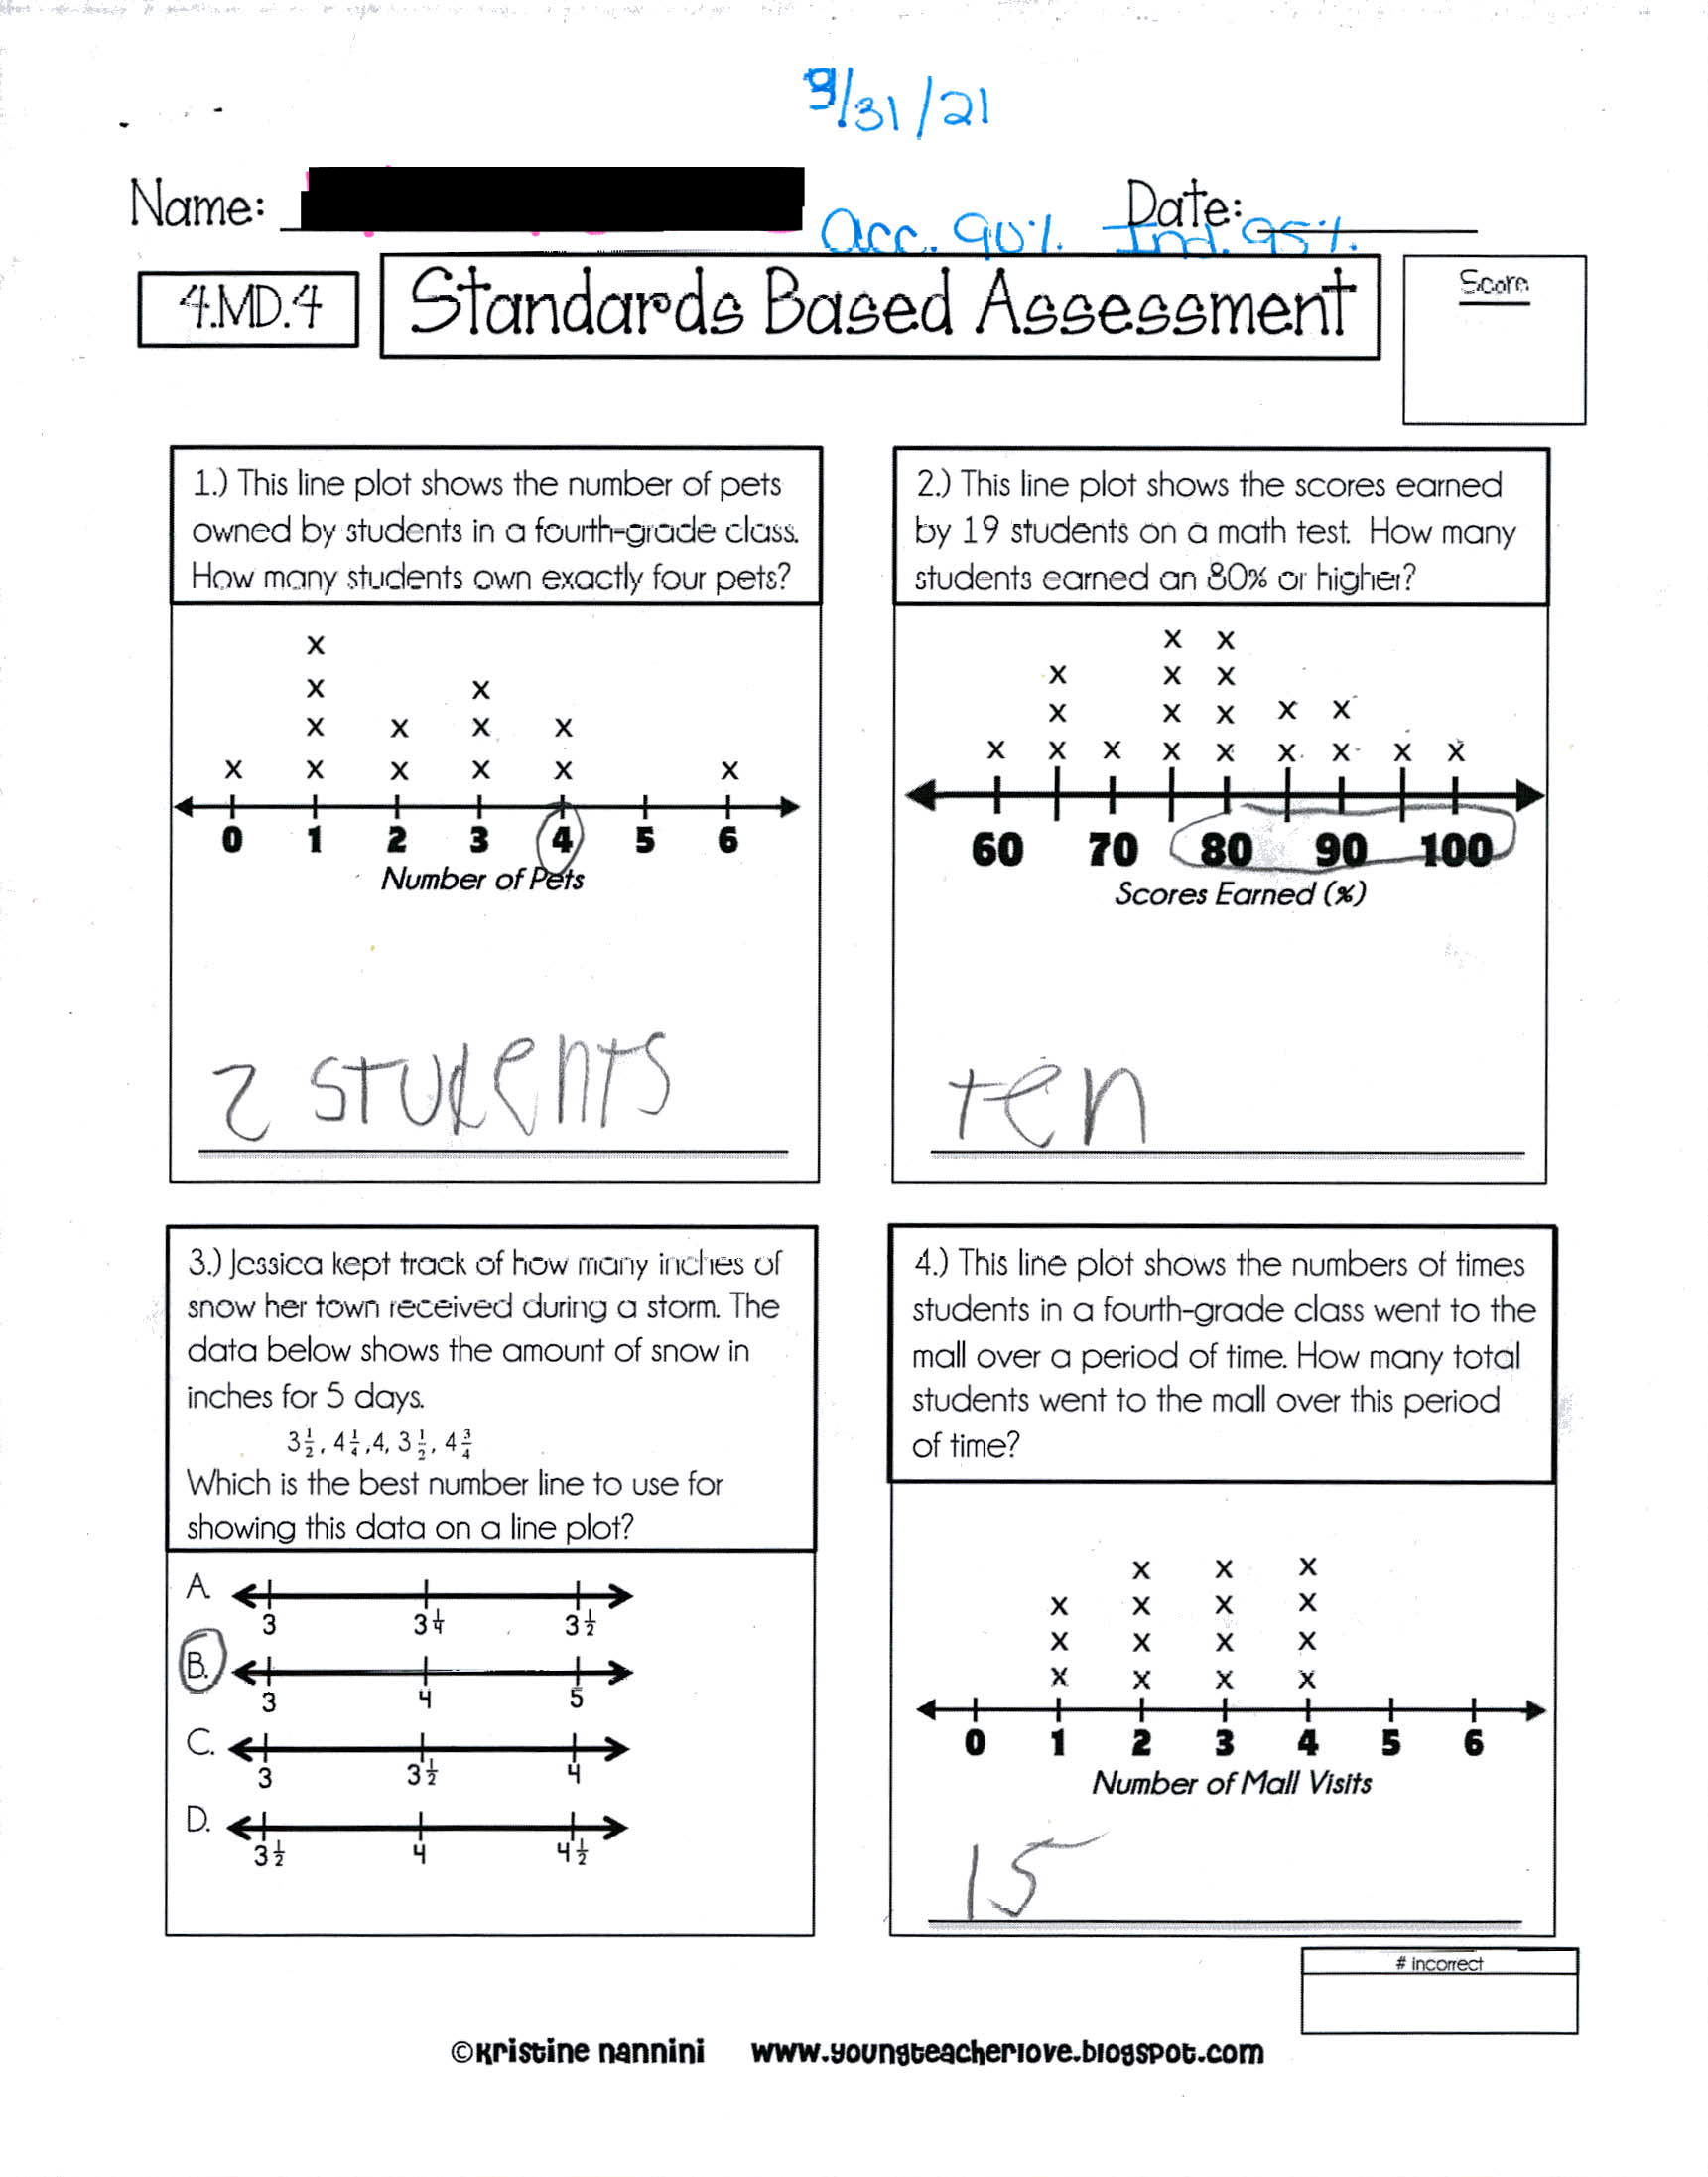 9/31/21
Name:
Date:
Acc. 90% Ind. 95%
4.MD.4
Standards Based Assessment
Score
1.) This line plot shows the number of pets
owned by students in a fourth-grade class.
How many students own exactly four pets?
x
x x
x x x x
x x x x x x
0 1 2 3 4 5 6
Number of Pets
2 students
2.) This line plot shows the scores earned
by 19 students on a math test. How many
students earned an 80% or higher?
x x
x x x
x x x x x
x x x x x x x x x
60 70 80 90 100
Scores Earned (%)
ten
3.) Jessica kept track of how many inches of
snow her town received during a storm. The
data below shows the amount of snow in
inches for 5 days.
3 1/2, 4 1/4, 4, 3 1/2, 4 3/4
Which is the best number line to use for
showing this data on a line plot?
A.
3 3 1/4 3 1/2
B.
3 4 5
C.
3 3 1/2 4
D.
3 1/2 4 4 1/2
4.) This line plot shows the numbers of times
students in a fourth-grade class went to the
mall over a period of time. How many total
students went to the mall over this period
of time?
x x x
x x x x
x x x x
x x x x
0 1 2 3 4 5 6
Number of Mall Visits
15
# incorrect
©Kristine Nannini www.youngteacherlove.blogspot.com